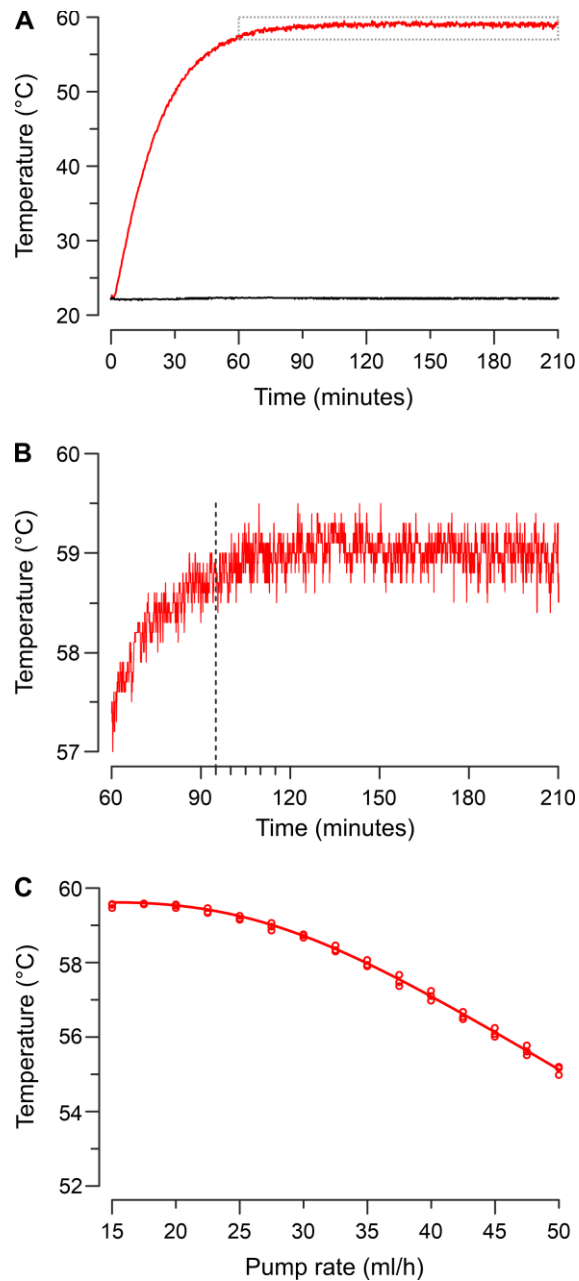 A
Temperature (°C)
60
50
40
30
20
0 30 60 90 120 150 180 210
Time (minutes)
B
Temperature (°C)
60
59
58
57
60 90 120 150 180 210
Time (minutes)
C
Temperature (°C)
60
58
56
54
52
15 20 25 30 35 40 45 50
Pump rate (ml/h)